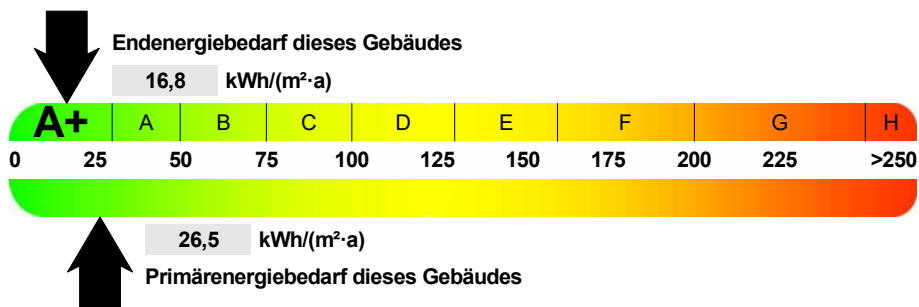 Endenergiebedarf dieses Gebäudes
16,8 kWh/(m²·a)
A+ A B C D E F G H
0 25 50 75 100 125 150 175 200 225 >250
26,5 kWh/(m²·a)
Primärenergiebedarf dieses Gebäudes